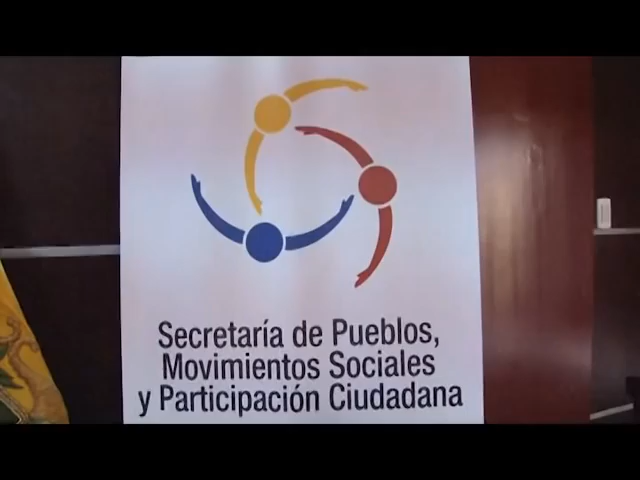 Secretaría de Pueblos,
Movimientos Sociales
y Participación Ciudadana